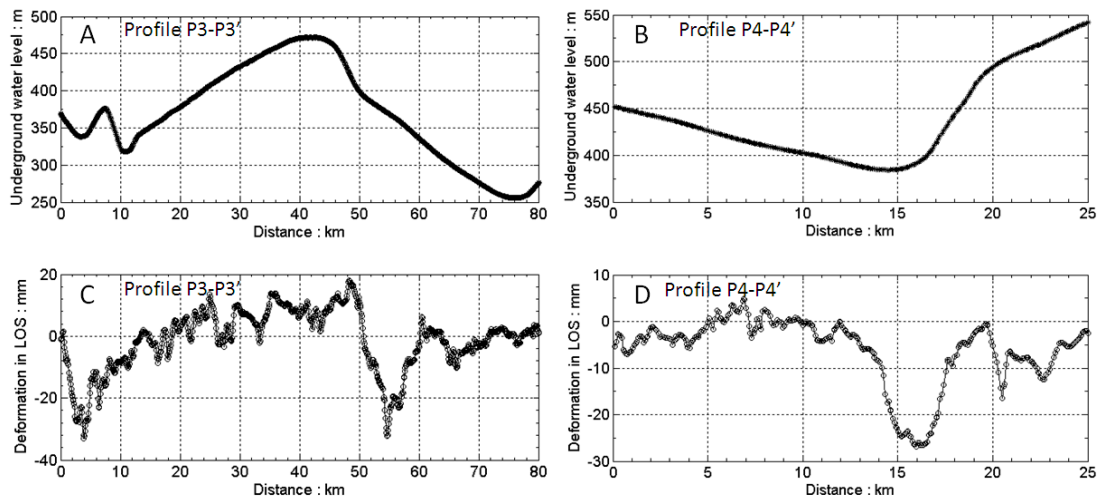 A Profile P3-P3’
Underground water level : m
500
450
400
350
300
250
0 10 20 30 40 50 60 70 80
Distance : km
B Profile P4-P4’
Underground water level : m
550
500
450
400
350
0 5 10 15 20 25
Distance : km
C Profile P3-P3’
Deformation in LOS : mm
20
0
-20
-40
0 10 20 30 40 50 60 70 80
Distance : km
D Profile P4-P4’
Deformation in LOS : mm
10
0
-10
-20
-30
0 5 10 15 20 25
Distance : km